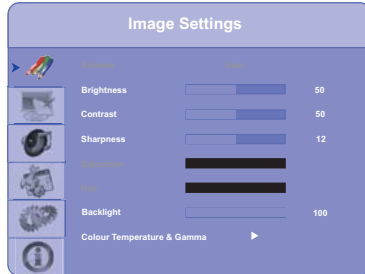 Image Settings
Brightness 50
Contrast 50
Sharpness 12
Backlight 100
Colour Temperature & Gamma